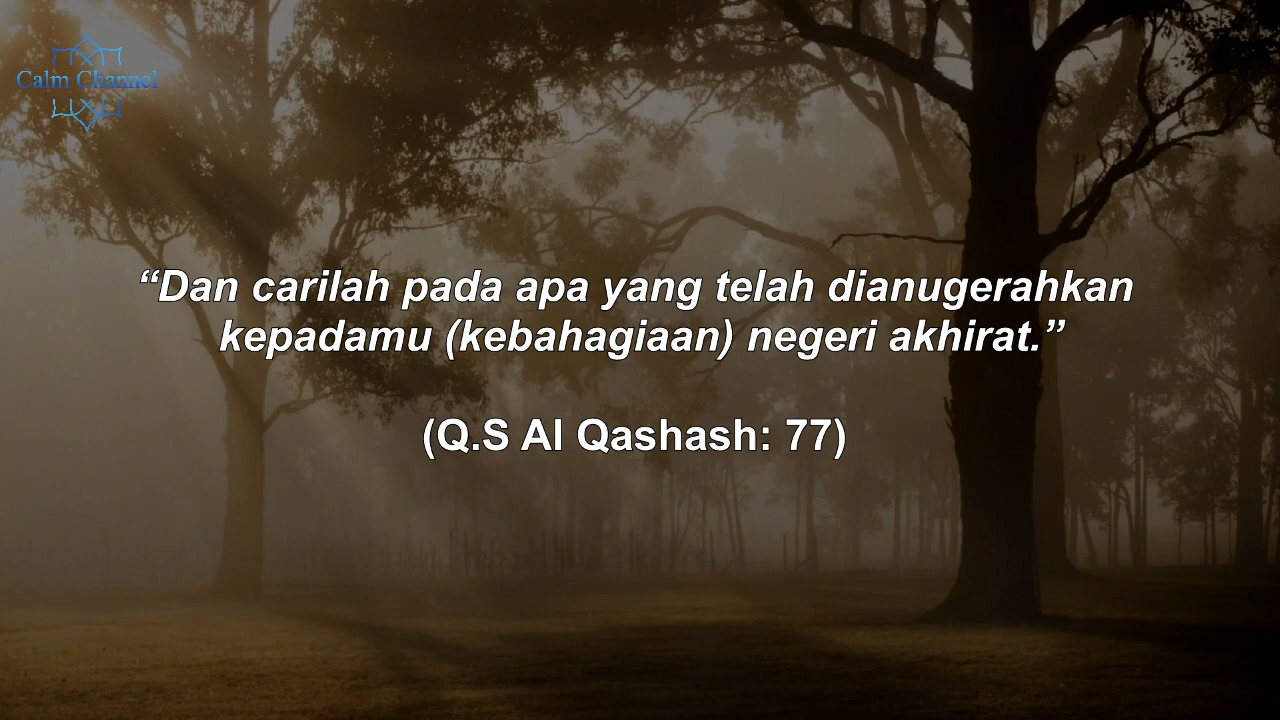 Calm Channel
“Dan carilah pada apa yang telah dianugerahkan
kepadamu (kebahagiaan) negeri akhirat.”
(Q.S Al Qashash: 77)